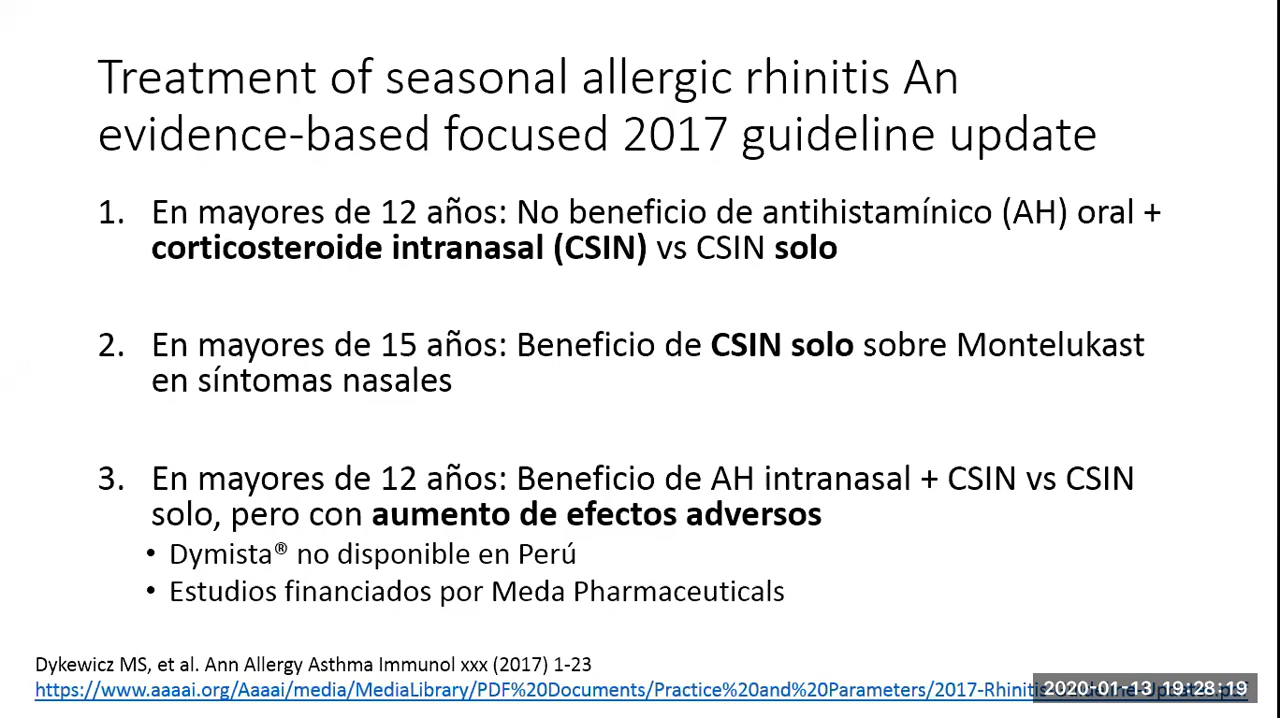 Treatment of seasonal allergic rhinitis An
evidence-based focused 2017 guideline update
1. En mayores de 12 años: No beneficio de antihistamínico (AH) oral +
corticosteroide intranasal (CSIN) vs CSIN solo
2. En mayores de 15 años: Beneficio de CSIN solo sobre Montelukast
en síntomas nasales
3. En mayores de 12 años: Beneficio de AH intranasal + CSIN vs CSIN
solo, pero con aumento de efectos adversos
• Dymista® no disponible en Perú
• Estudios financiados por Meda Pharmaceuticals
Dykewicz MS, et al. Ann Allergy Asthma Immunol xxx (2017) 1-23
https://www.aaaai.org/Aaaai/media/MediaLibrary/PDF%20Documents/Practice%20and%20Parameters/2017-Rhinitis
2020-01-13 19:28:19